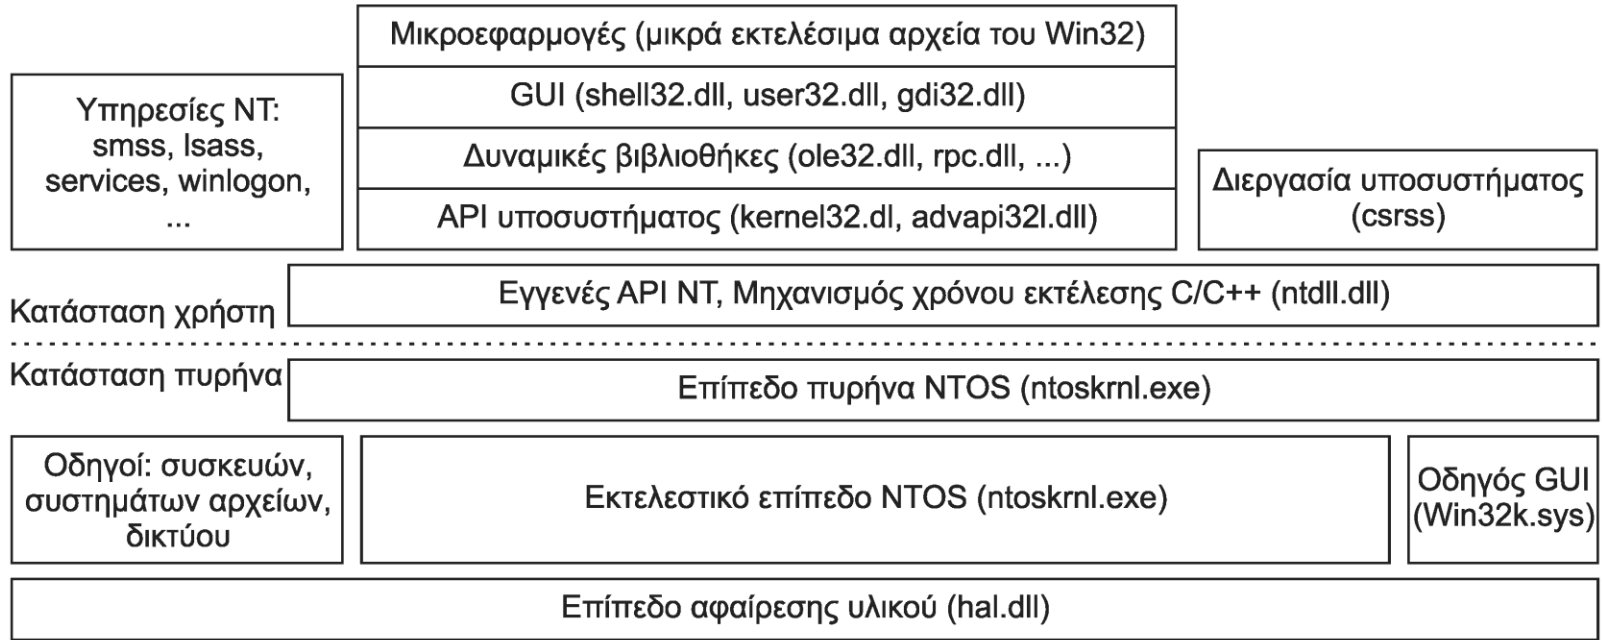 Μικροεφαρμογές (μικρά εκτελέσιμα αρχεία του Win32)
GUI (shell32.dll, user32.dll, gdi32.dll)
Δυναμικές βιβλιοθήκες (ole32.dll, rpc.dll, ...)
API υποσυστήματος (kernel32.dl, advapi32l.dll)
Υπηρεσίες NT:
smss, lsass,
services, winlogon,
...
Διεργασία υποσυστήματος
(csrss)
Εγγενές API NT, Μηχανισμός χρόνου εκτέλεσης C/C++ (ntdll.dll)
Κατάσταση χρήστη
Κατάσταση πυρήνα
Επίπεδο πυρήνα NTOS (ntoskrnl.exe)
Οδηγοί: συσκευών,
συστημάτων αρχείων,
δικτύου
Εκτελεστικό επίπεδο NTOS (ntoskrnl.exe)
Οδηγός GUI
(Win32k.sys)
Επίπεδο αφαίρεσης υλικού (hal.dll)